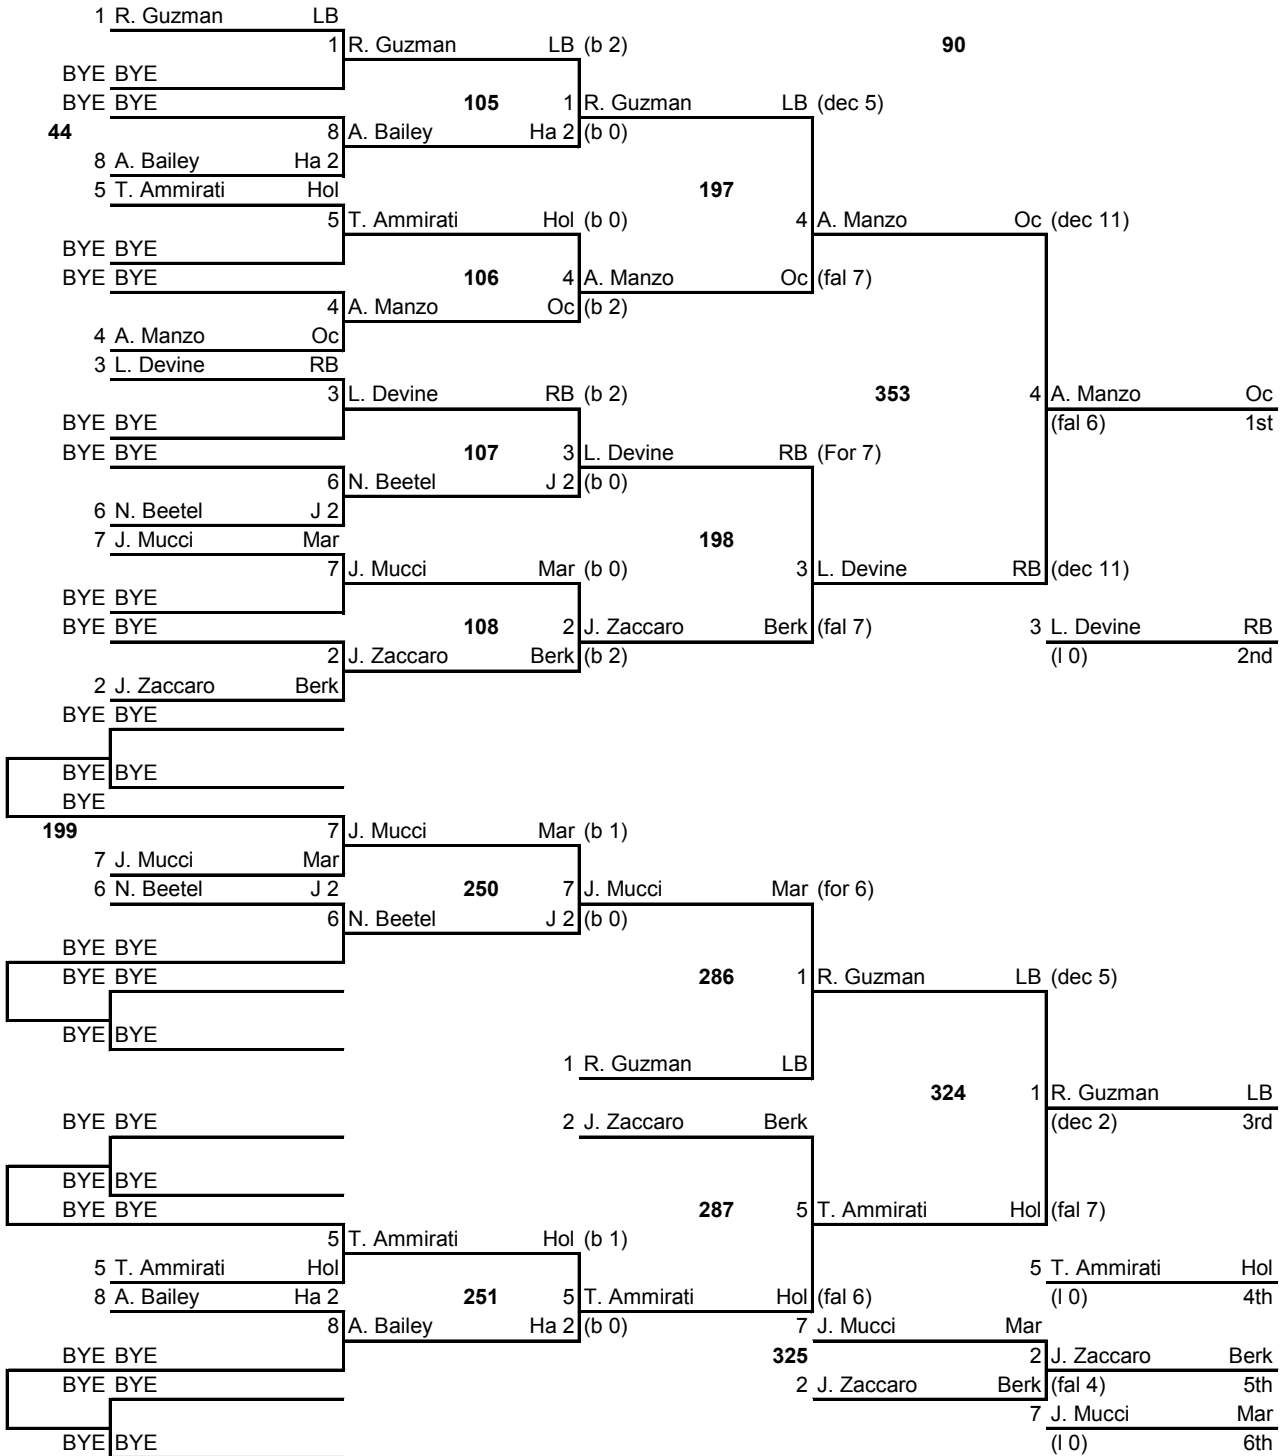 1 R. Guzman LB
1 R. Guzman LB (b 2) 90
BYE BYE
BYE BYE 105 1 R. Guzman LB (dec 5)
44 8 A. Bailey Ha 2 (b 0)
8 A. Bailey Ha 2
5 T. Ammirati Hol 197
5 T. Ammirati Hol (b 0) 4 A. Manzo Oc (dec 11)
BYE BYE
BYE BYE 106 4 A. Manzo Oc (fal 7)
4 A. Manzo Oc (b 2)
4 A. Manzo Oc
3 L. Devine RB
3 L. Devine RB (b 2) 353 4 A. Manzo Oc
BYE BYE (fal 6) 1st
BYE BYE 107 3 L. Devine RB (For 7)
6 N. Beetel J 2 (b 0)
6 N. Beetel J 2
7 J. Mucci Mar 198
7 J. Mucci Mar (b 0) 3 L. Devine RB (dec 11)
BYE BYE
BYE BYE 108 2 J. Zaccaro Berk (fal 7) 3 L. Devine RB
2 J. Zaccaro Berk (b 2) (l 0) 2nd
2 J. Zaccaro Berk
BYE BYE
BYE BYE
BYE
199 7 J. Mucci Mar (b 1)
7 J. Mucci Mar
6 N. Beetel J 2 250 7 J. Mucci Mar (for 6)
6 N. Beetel J 2 (b 0)
BYE BYE
BYE BYE 286 1 R. Guzman LB (dec 5)
BYE BYE
1 R. Guzman LB
324 1 R. Guzman LB
BYE BYE 2 J. Zaccaro Berk (dec 2) 3rd
BYE BYE
BYE BYE 287 5 T. Ammirati Hol (fal 7)
5 T. Ammirati Hol (b 1)
5 T. Ammirati Hol 5 T. Ammirati Hol
8 A. Bailey Ha 2 251 5 T. Ammirati Hol (fal 6) (l 0) 4th
8 A. Bailey Ha 2 (b 0) 7 J. Mucci Mar
BYE BYE 325 2 J. Zaccaro Berk
BYE BYE 2 J. Zaccaro Berk (fal 4) 5th
7 J. Mucci Mar
BYE BYE (l 0) 6th